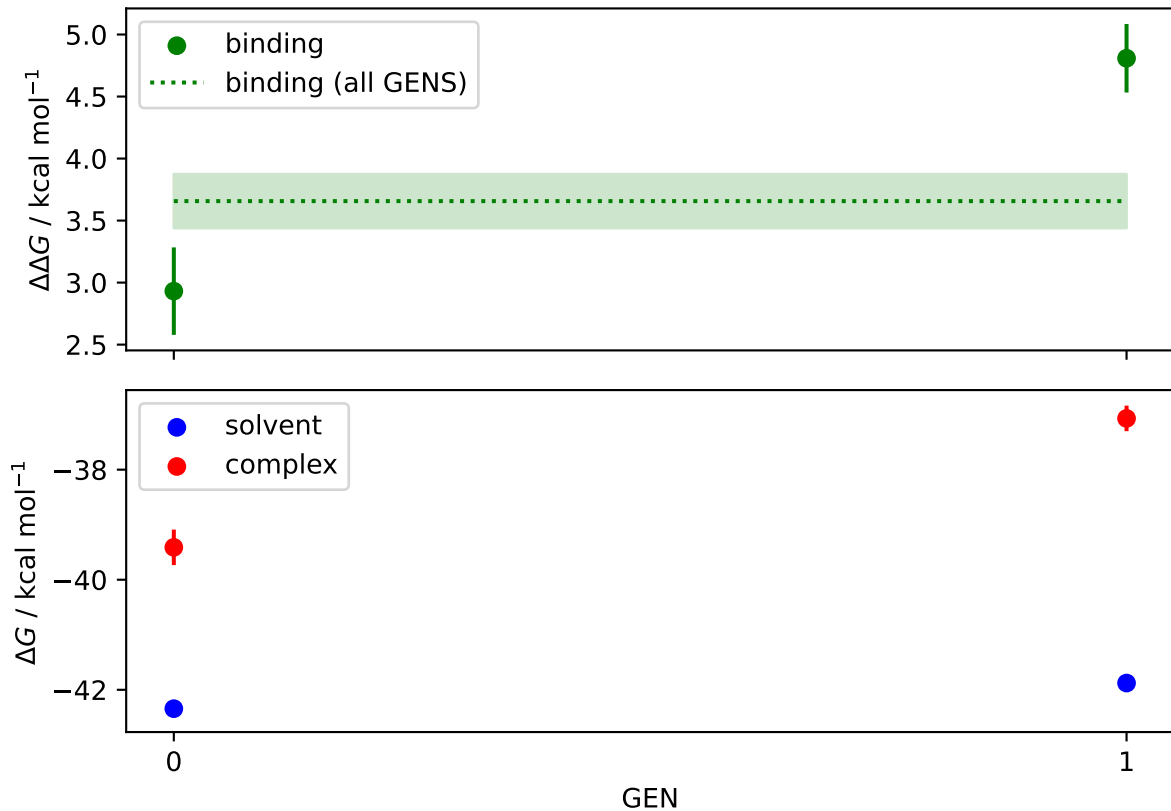 5.0
4.5
4.0
3.5
3.0
2.5
ΔΔG / kcal mol⁻¹
binding
binding (all GENS)
−38
−40
−42
ΔG / kcal mol⁻¹
solvent
complex
0 1
GEN